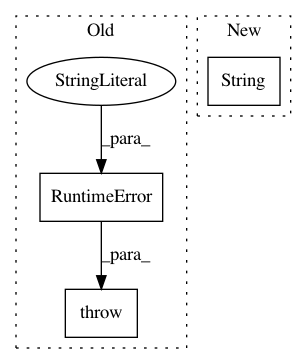 Old
New
StringLiteral
String
_para_
RuntimeError
_para_
throw